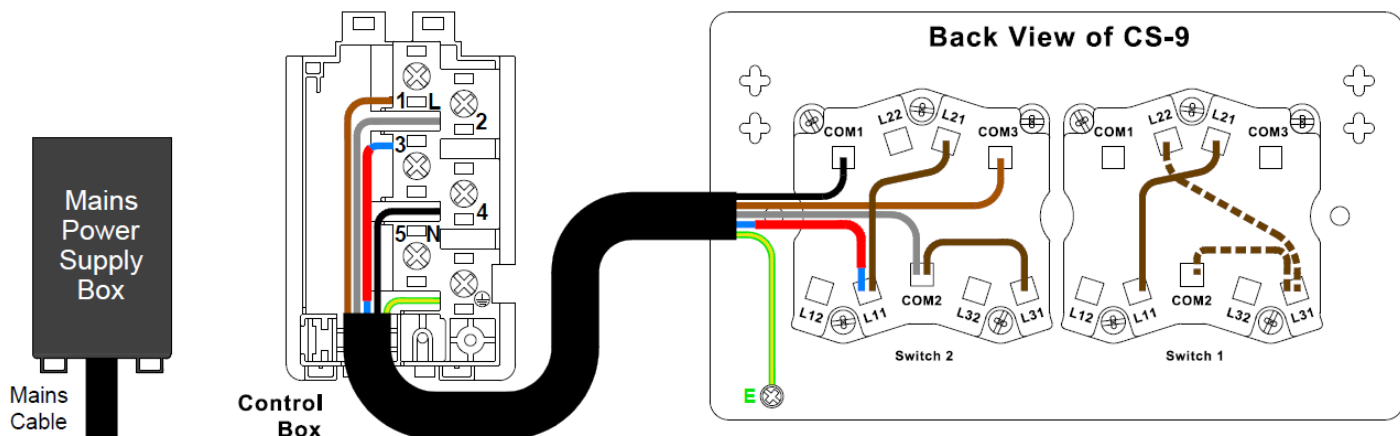 Mains
Power
Supply
Box
Mains
Cable
1 L
2
3
4
5 N
Control
Box
Back View of CS-9
COM1
L22
L21
COM3
L12
L11
COM2
L32
L31
Switch 2
COM1
L22
L21
COM3
L12
L11
COM2
L32
L31
Switch 1
E